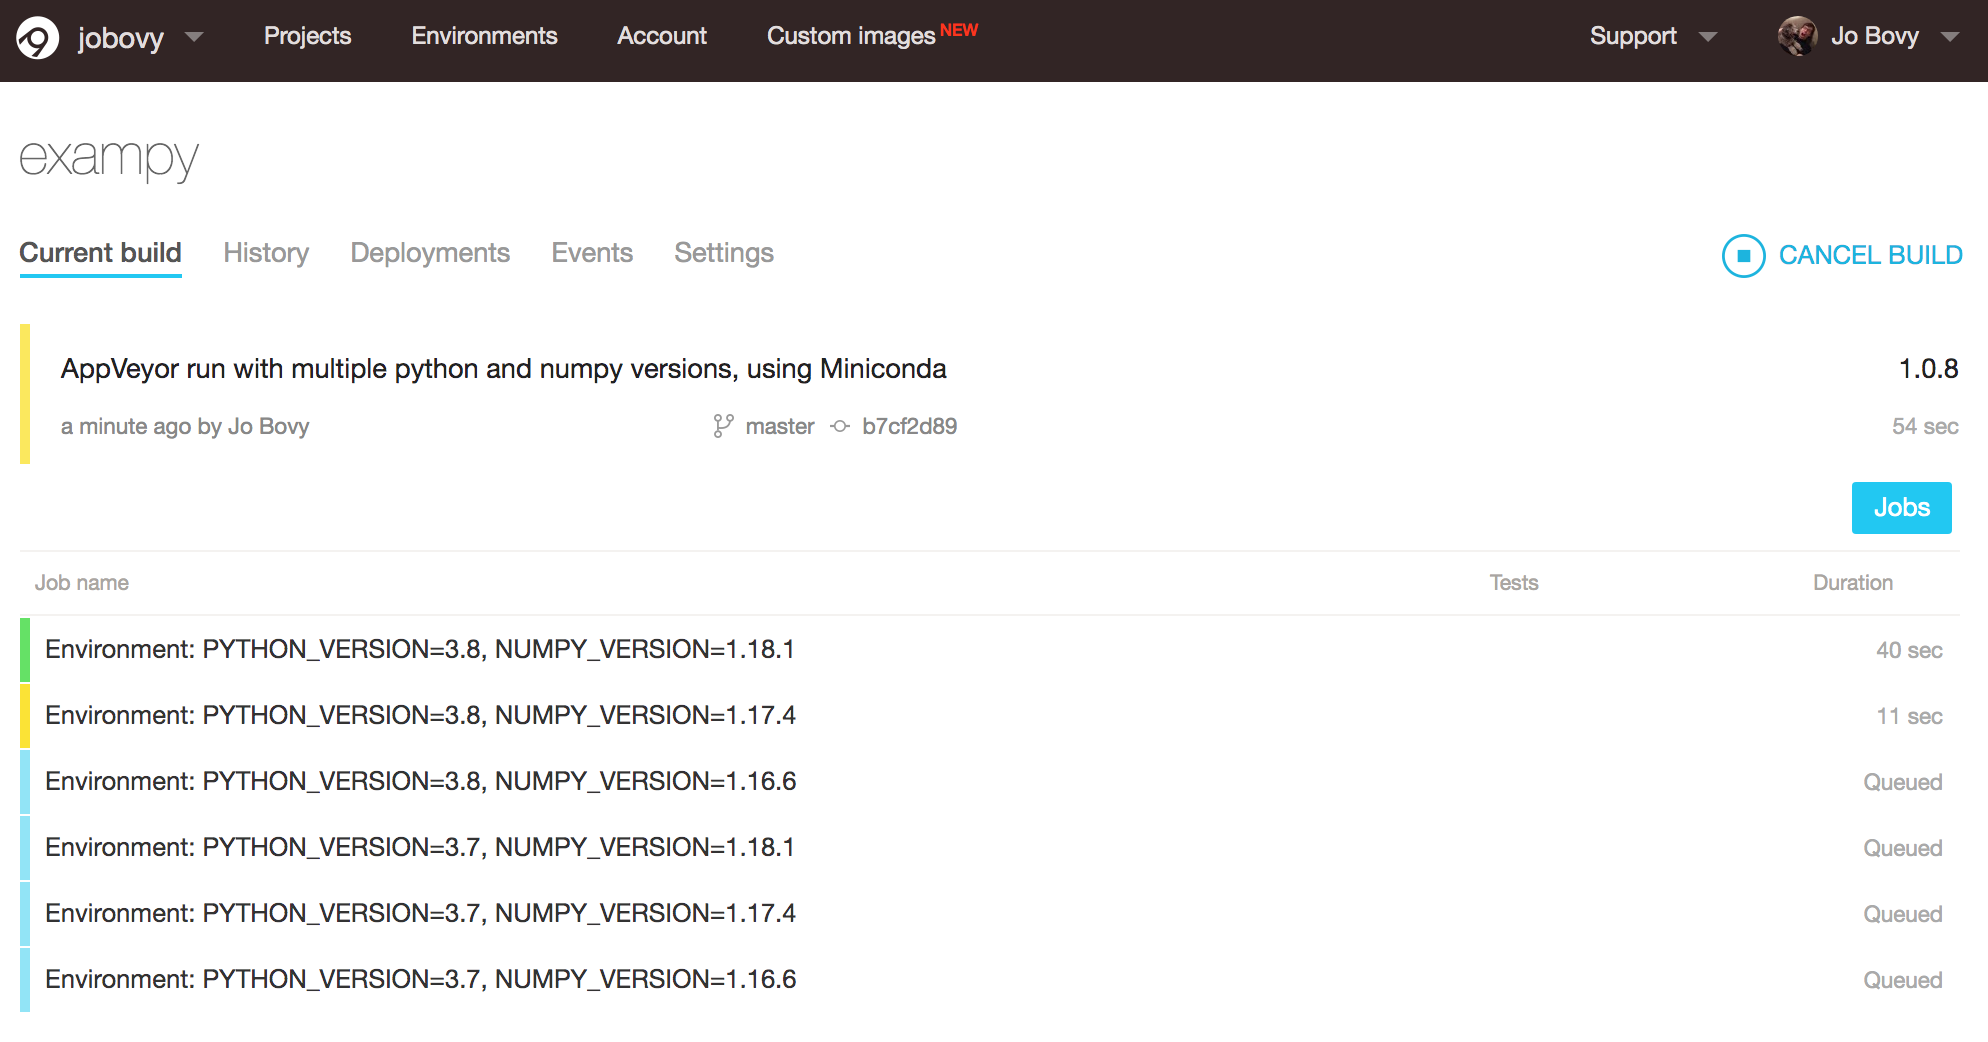 jobovy Projects Environments Account Custom images NEW Support Jo Bovy
exampy
Current build History Deployments Events Settings CANCEL BUILD
AppVeyor run with multiple python and numpy versions, using Miniconda 1.0.8
a minute ago by Jo Bovy master b7cf2d89 54 sec
Jobs
Job name Tests Duration
Environment: PYTHON_VERSION=3.8, NUMPY_VERSION=1.18.1 40 sec
Environment: PYTHON_VERSION=3.8, NUMPY_VERSION=1.17.4 11 sec
Environment: PYTHON_VERSION=3.8, NUMPY_VERSION=1.16.6 Queued
Environment: PYTHON_VERSION=3.7, NUMPY_VERSION=1.18.1 Queued
Environment: PYTHON_VERSION=3.7, NUMPY_VERSION=1.17.4 Queued
Environment: PYTHON_VERSION=3.7, NUMPY_VERSION=1.16.6 Queued